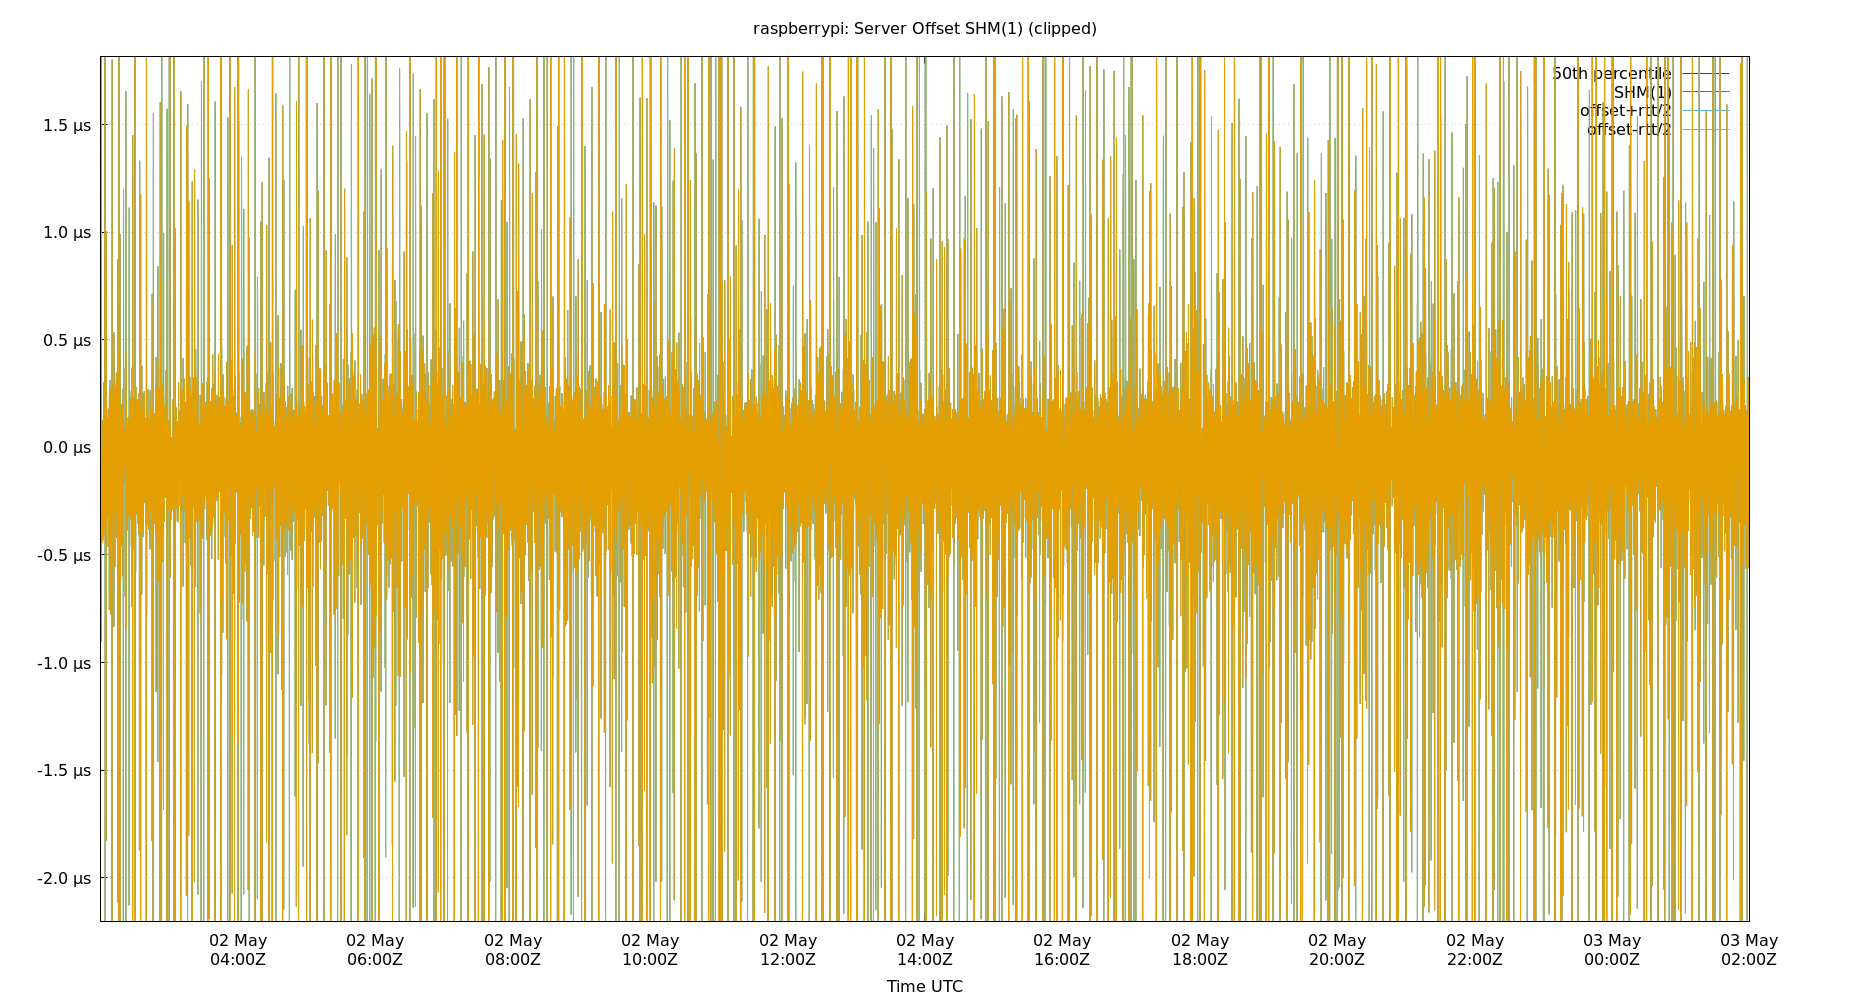 raspberrypi: Server Offset SHM(1) (clipped)
50th percentile
SHM(1)
offset+rtt/2
offset-rtt/2
1.5 µs
1.0 µs
0.5 µs
0.0 µs
-0.5 µs
-1.0 µs
-1.5 µs
-2.0 µs
02 May 02 May 02 May 02 May 02 May 02 May 02 May 02 May 02 May 02 May 03 May 03 May
04:00Z 06:00Z 08:00Z 10:00Z 12:00Z 14:00Z 16:00Z 18:00Z 20:00Z 22:00Z 00:00Z 02:00Z
Time UTC